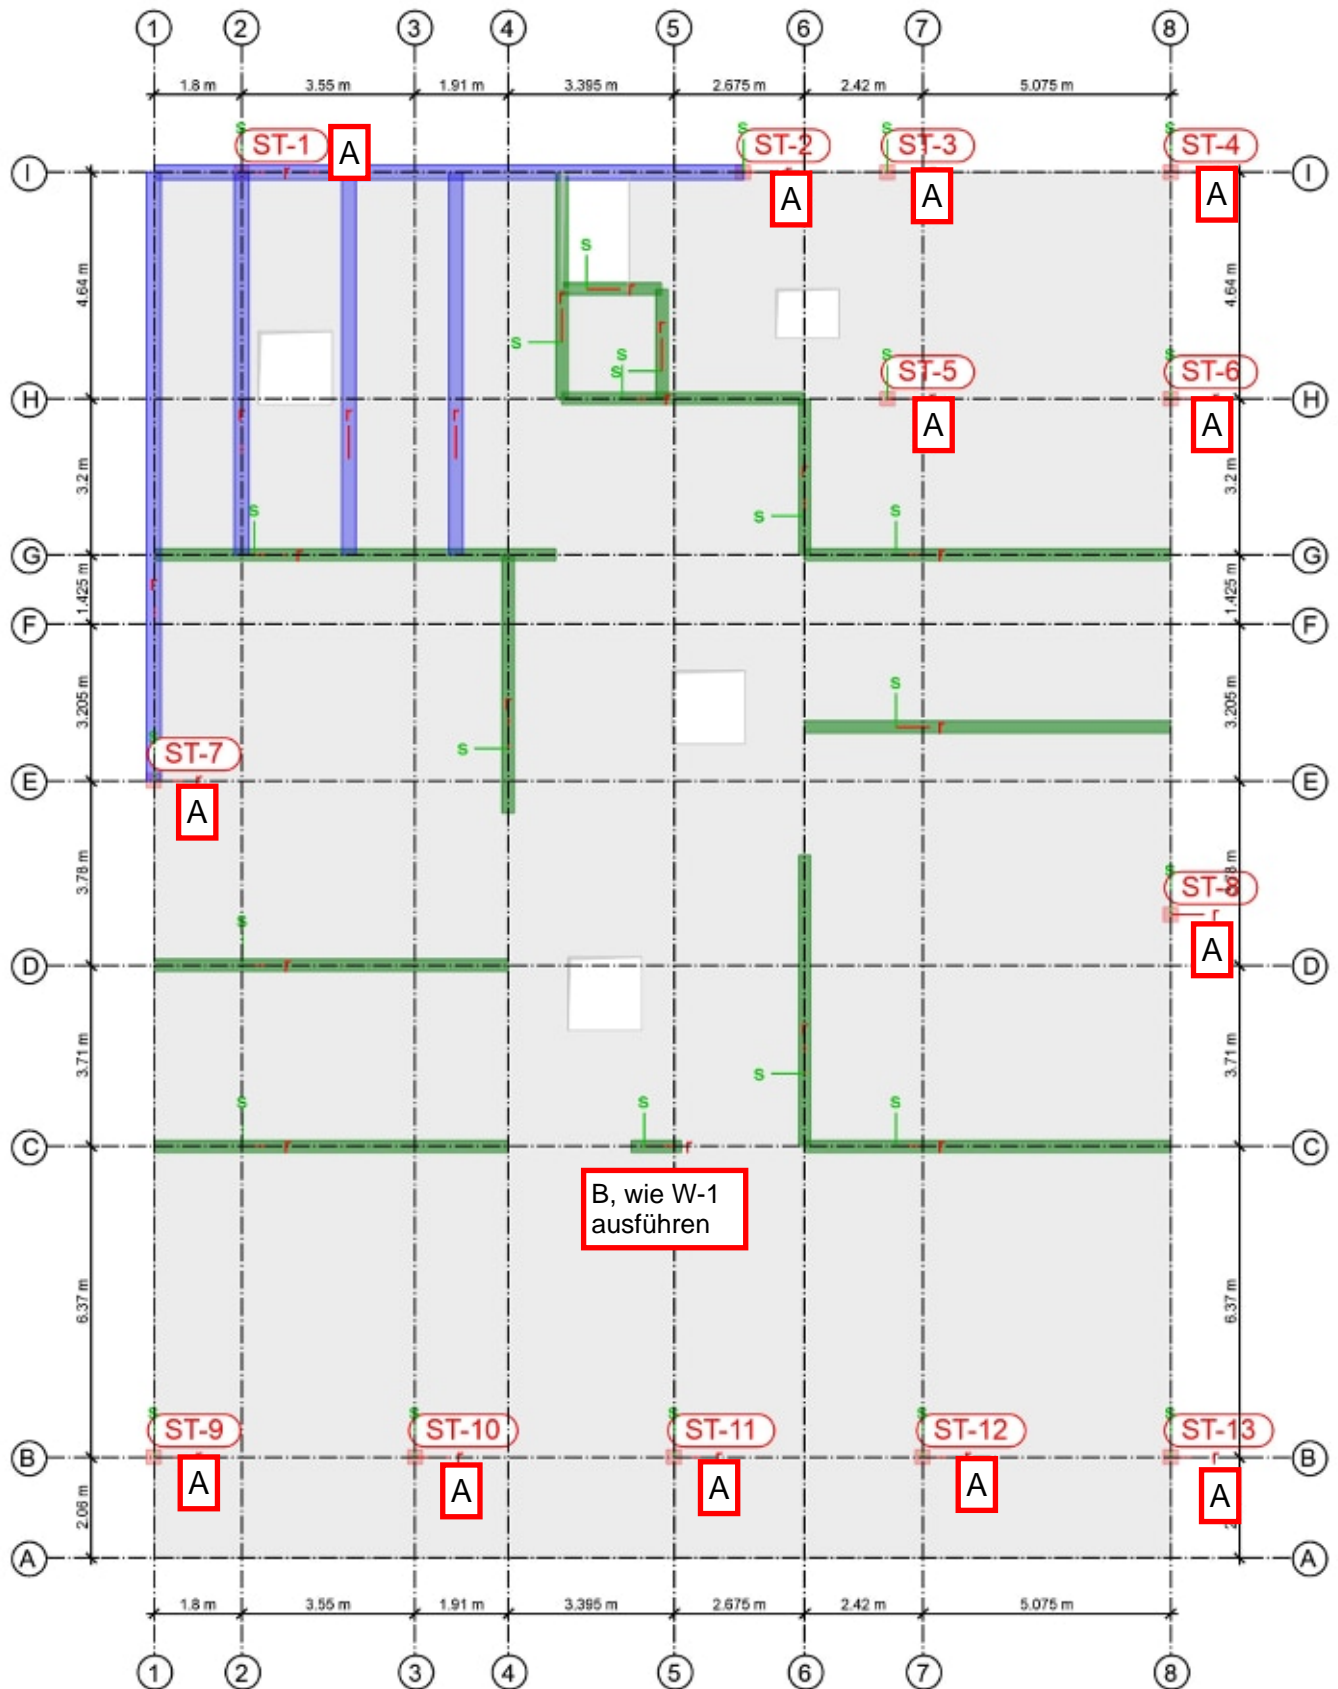 1 2 3 4 5 6 7 8
1.8 m 3.55 m 1.91 m 3.395 m 2.675 m 2.42 m 5.075 m
s s s s
ST-1 A ST-2 ST-3 ST-4
I r r I
A A A
4.64 m s 4.64 m
r r
s r
s s s s
ST-5 ST-6
H r r H
r r r A A
3.2 m r 3.2 m
s s s
G r r G
1.425 m r 1.425 m
F F
3.205 m s 3.205 m
r r
s s
ST-7
E r E
A
3.78 m s
ST-8
s r
A
D r D
3.71 m r 3.71 m
s s s s
C r r r C
B, wie W-1
ausführen
6.37 m 6.37 m
s s s s s
ST-9 ST-10 ST-11 ST-12 ST-13
B r r r r r B
A A A A A
2.06 m
A A
1.8 m 3.55 m 1.91 m 3.395 m 2.675 m 2.42 m 5.075 m
1 2 3 4 5 6 7 8